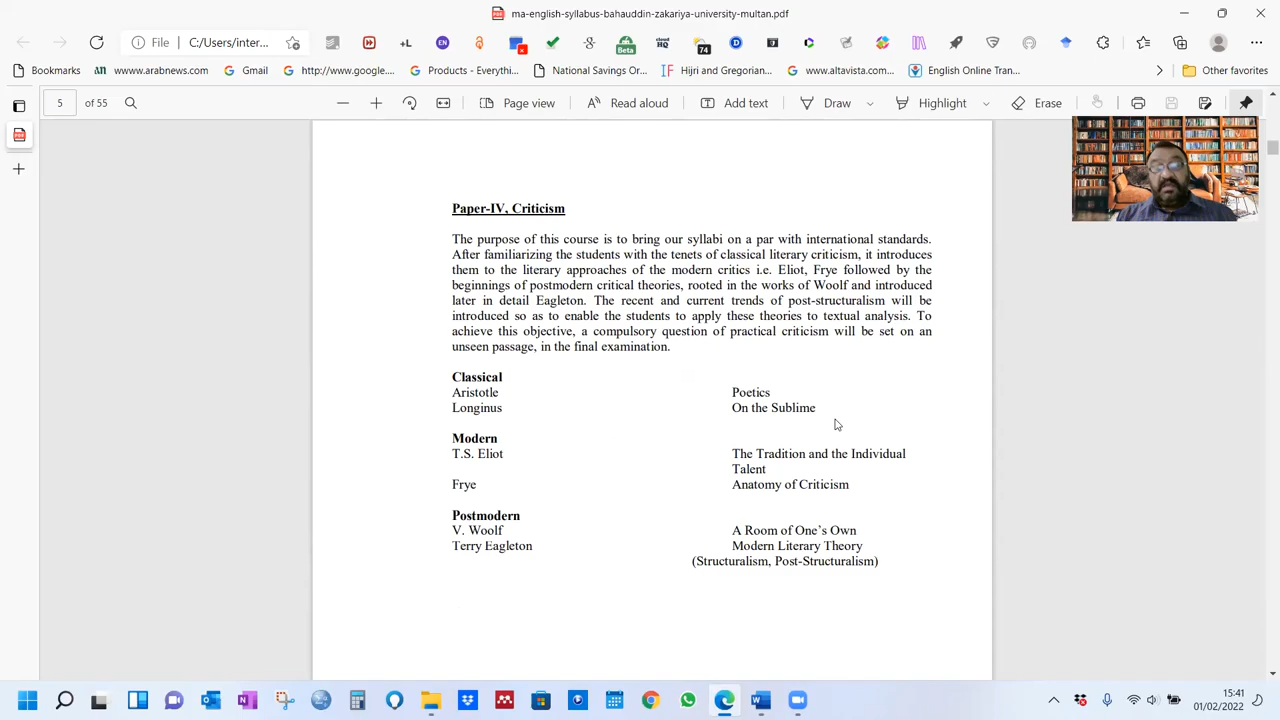 ma-english-syllabus-bahauddin-zakariya-university-multan.pdf
File C:/Users/inter... +L EN Beta cloud HQ 74
Bookmarks wwww.arabnews.com Gmail http://www.google.... Products - Everythi... National Savings Or... Hijri and Gregorian... www.altavista.com... English Online Tran... Other favorites
5 of 55 Page view Read aloud Add text Draw Highlight Erase
Paper-IV, Criticism
The purpose of this course is to bring our syllabi on a par with international standards.
After familiarizing the students with the tenets of classical literary criticism, it introduces
them to the literary approaches of the modern critics i.e. Eliot, Frye followed by the
beginnings of postmodern critical theories, rooted in the works of Woolf and introduced
later in detail Eagleton. The recent and current trends of post-structuralism will be
introduced so as to enable the students to apply these theories to textual analysis. To
achieve this objective, a compulsory question of practical criticism will be set on an
unseen passage, in the final examination.
Classical
Aristotle Poetics
Longinus On the Sublime
Modern
T.S. Eliot The Tradition and the Individual
Talent
Frye Anatomy of Criticism
Postmodern
V. Woolf A Room of One’s Own
Terry Eagleton Modern Literary Theory
(Structuralism, Post-Structuralism)
15:41
01/02/2022